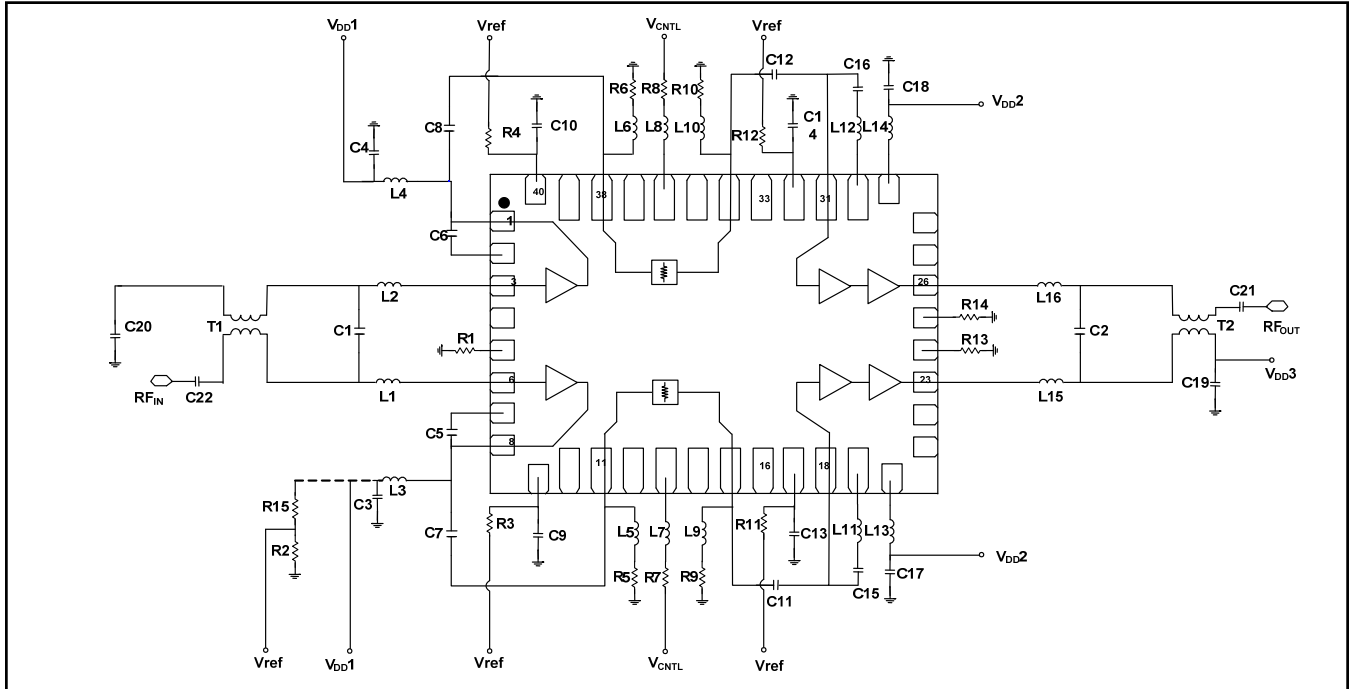 VDD1
Vref
VCNTL
Vref
C12
C16
C18
VDD2
R6
R8
R10
C8
R4
C10
L6
L8
L10
R12
C1
4
L12
L14
C4
L4
40
38
33
31
1
C6
3
26
L2
L16
C21
R14
C20
T1
C1
R1
C2
T2
RFOUT
R13
RFIN
C22
6
23
L1
L15
C19
VDD3
C5
8
11
16
18
L3
R15
C3
C7
R3
C9
L5
L7
L9
R11
C13
L11
L13
VDD2
R2
R5
R7
R9
C11
C15
C17
Vref
VDD1
Vref
VCNTL
Vref